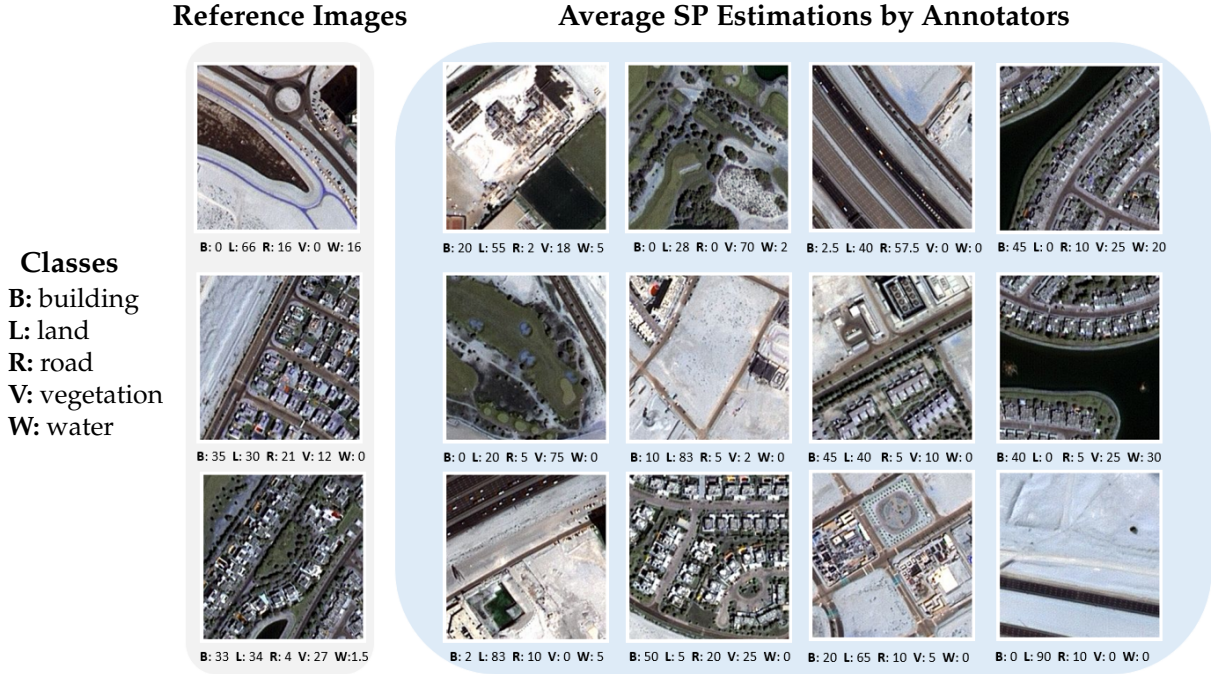 Reference Images
Average SP Estimations by Annotators
B: 0 L: 66 R: 16 V: 0 W: 16
B: 20 L: 55 R: 2 V: 18 W: 5
B: 0 L: 28 R: 0 V: 70 W: 2
B: 2.5 L: 40 R: 57.5 V: 0 W: 0
B: 45 L: 0 R: 10 V: 25 W: 20
Classes
B: building
L: land
R: road
V: vegetation
W: water
B: 35 L: 30 R: 21 V: 12 W: 0
B: 0 L: 20 R: 5 V: 75 W: 0
B: 10 L: 83 R: 5 V: 2 W: 0
B: 45 L: 40 R: 5 V: 10 W: 0
B: 40 L: 0 R: 5 V: 25 W: 30
B: 33 L: 34 R: 4 V: 27 W:1.5
B: 2 L: 83 R: 10 V: 0 W: 5
B: 50 L: 5 R: 20 V: 25 W: 0
B: 20 L: 65 R: 10 V: 5 W: 0
B: 0 L: 90 R: 10 V: 0 W: 0